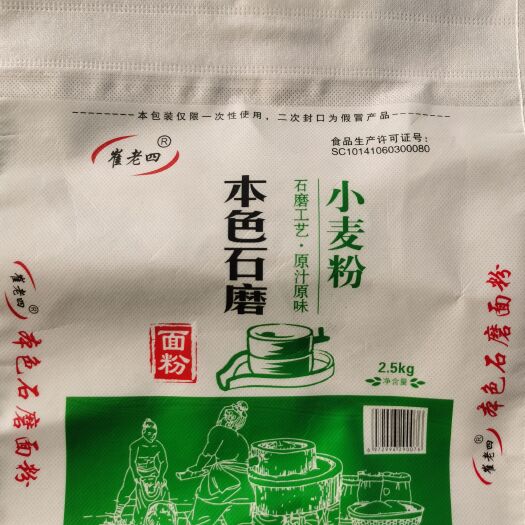 本包装仅限一次性使用，二次封口为假冒产品
崔老四®
食品生产许可证号：
SC10141060300080
小麦粉
石磨工艺·原汁原味
本色石磨
面粉
2.5kg
净含量
崔老四®
本色石磨面粉
崔老四®
本色石磨面粉